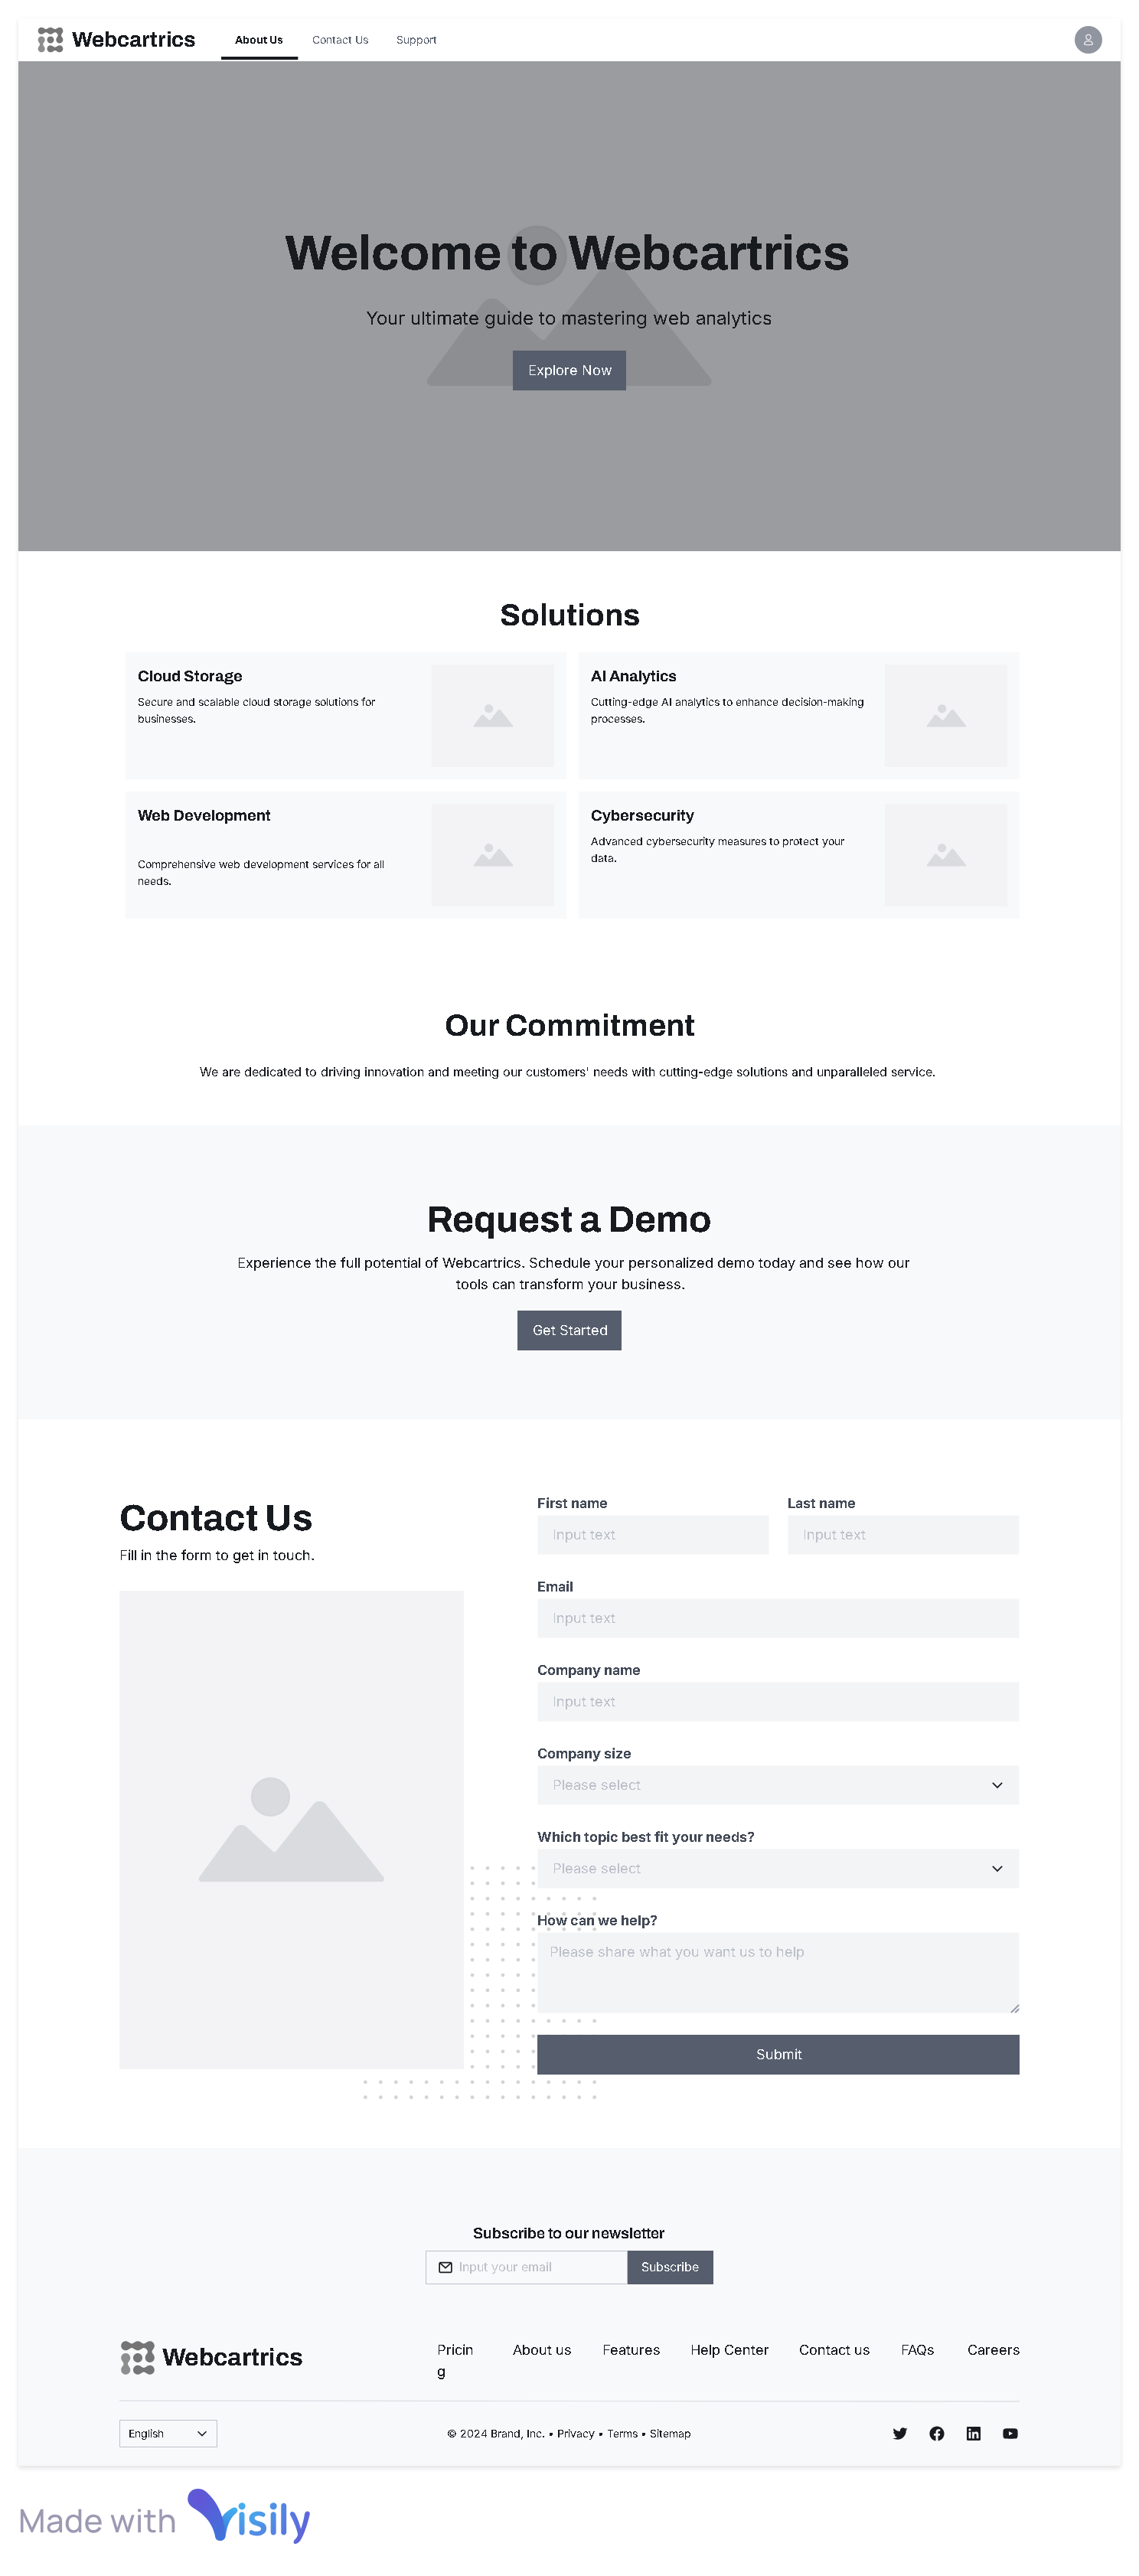 Webcartrics
About Us
Contact Us
Support
Welcome to Webcartrics
Your ultimate guide to mastering web analytics
Explore Now
Solutions
Cloud Storage
Secure and scalable cloud storage solutions for
businesses.
AI Analytics
Cutting-edge AI analytics to enhance decision-making
processes.
Web Development
Comprehensive web development services for all
needs.
Cybersecurity
Advanced cybersecurity measures to protect your
data.
Our Commitment
We are dedicated to driving innovation and meeting our customers' needs with cutting-edge solutions and unparalleled service.
Request a Demo
Experience the full potential of Webcartrics. Schedule your personalized demo today and see how our
tools can transform your business.
Get Started
Contact Us
Fill in the form to get in touch.
First name
Input text
Last name
Input text
Email
Input text
Company name
Input text
Company size
Please select
Which topic best fit your needs?
Please select
How can we help?
Please share what you want us to help
Submit
Subscribe to our newsletter
Input your email
Subscribe
Webcartrics
Pricin
g
About us
Features
Help Center
Contact us
FAQs
Careers
English
© 2024 Brand, Inc. • Privacy • Terms • Sitemap
Made with Visily